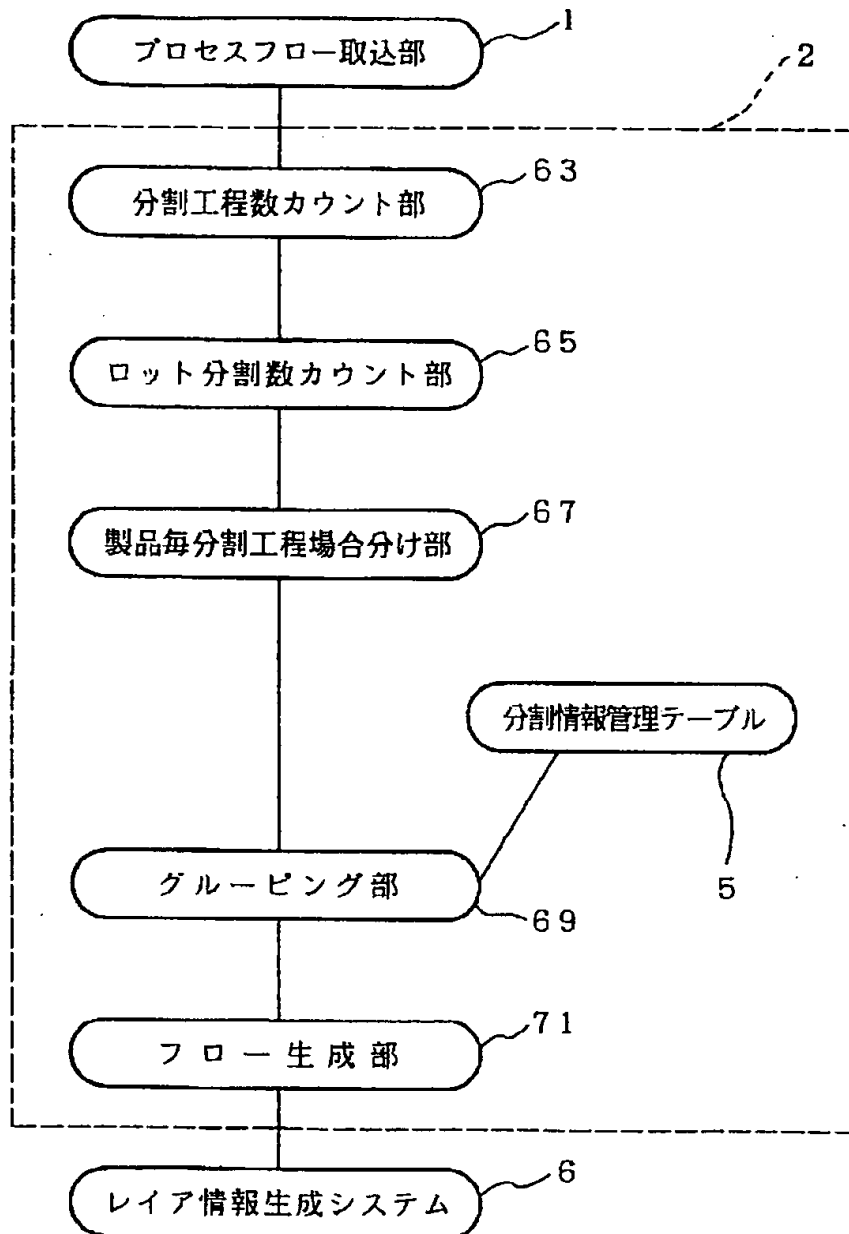 プロセスフロー取込部
1
2
分割工程数カウント部
63
ロット分割数カウント部
65
製品毎分割工程場合分け部
67
分割情報管理テーブル
5
グルーピング部
69
フロー生成部
71
レイア情報生成システム
6